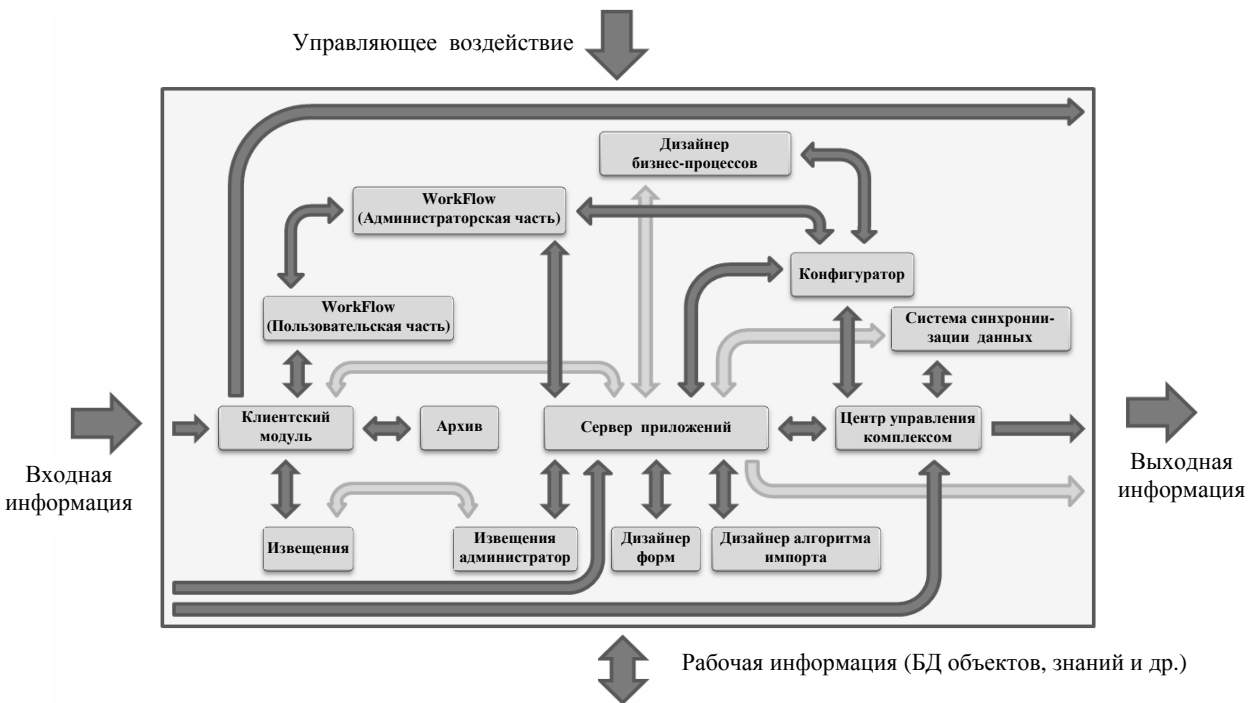 Управляющее воздействие
Дизайнер
бизнес-процессов
WorkFlow
(Администраторская часть)
Конфигуратор
WorkFlow
(Пользовательская часть)
Система синхронии-
зации данных
Клиентский
модуль
Архив
Сервер приложений
Центр управления
комплексом
Входная
информация
Выходная
информация
Извещения
Извещения
администратор
Дизайнер
форм
Дизайнер алгоритма
импорта
Рабочая информация (БД объектов, знаний и др.)